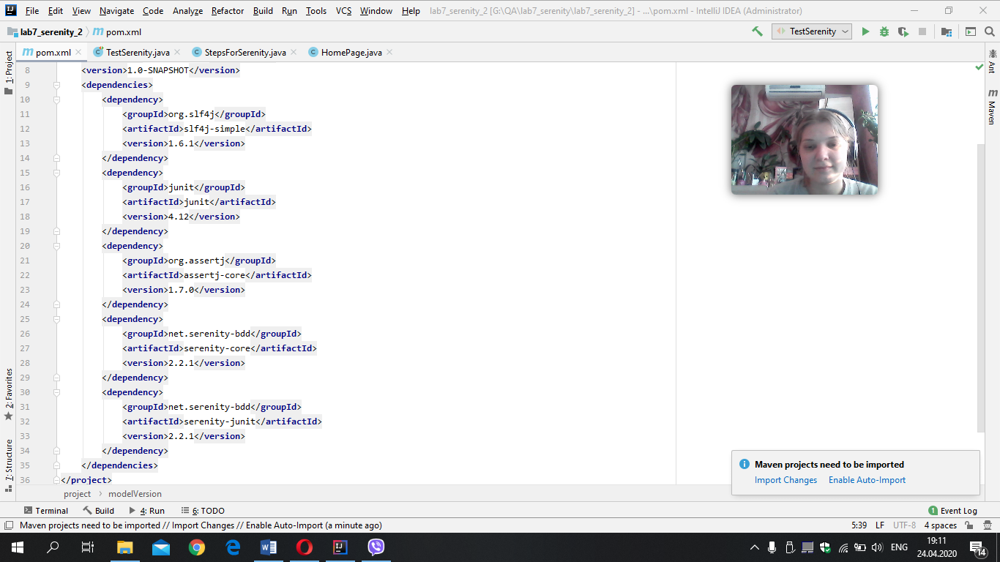 File Edit View Navigate Code Analyze Refactor Build Run Tools VCS Window Help lab7_serenity_2 [G:\QA\lab7_serenity\lab7_serenity_2] - ...\pom.xml - IntelliJ IDEA (Administrator)
lab7_serenity_2 pom.xml TestSerenity
pom.xml TestSerenity.java StepsForSerenity.java HomePage.java
1: Project
2: Favorites
7: Structure
8 <version>1.0-SNAPSHOT</version>
9 <dependencies>
10 <dependency>
11 <groupId>org.slf4j</groupId>
12 <artifactId>slf4j-simple</artifactId>
13 <version>1.6.1</version>
14 </dependency>
15 <dependency>
16 <groupId>junit</groupId>
17 <artifactId>junit</artifactId>
18 <version>4.12</version>
19 </dependency>
20 <dependency>
21 <groupId>org.assertj</groupId>
22 <artifactId>assertj-core</artifactId>
23 <version>1.7.0</version>
24 </dependency>
25 <dependency>
26 <groupId>net.serenity-bdd</groupId>
27 <artifactId>serenity-core</artifactId>
28 <version>2.2.1</version>
29 </dependency>
30 <dependency>
31 <groupId>net.serenity-bdd</groupId>
32 <artifactId>serenity-junit</artifactId>
33 <version>2.2.1</version>
34 </dependency>
35 </dependencies>
36 </project>
Ant
Maven
Maven projects need to be imported
Import Changes Enable Auto-Import
project modelVersion
Terminal Build 4: Run 6: TODO 1 Event Log
Maven projects need to be imported // Import Changes // Enable Auto-Import (a minute ago) 5:39 LF UTF-8 4 spaces
ENG 19:11
24.04.2020 14